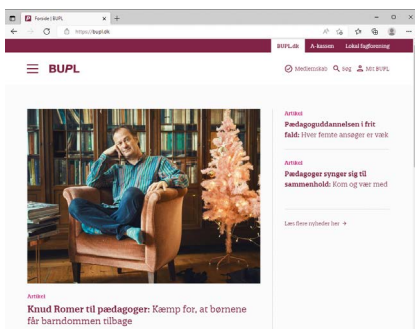 Forside | BUPL
https://bupl.dk
BUPL.dk A-kassen Lokal fagforening
BUPL
Medlemskab Søg Mit BUPL
Artikel
Pædagoguddannelsen i frit
fald: Hver femte ansøger er væk
Artikel
Pædagoger synger sig til
sammenhold: Kom og vær med
Læs flere nyheder her →
Artikel
Knud Romer til pædagoger: Kæmp for, at børnene
får barndommen tilbage